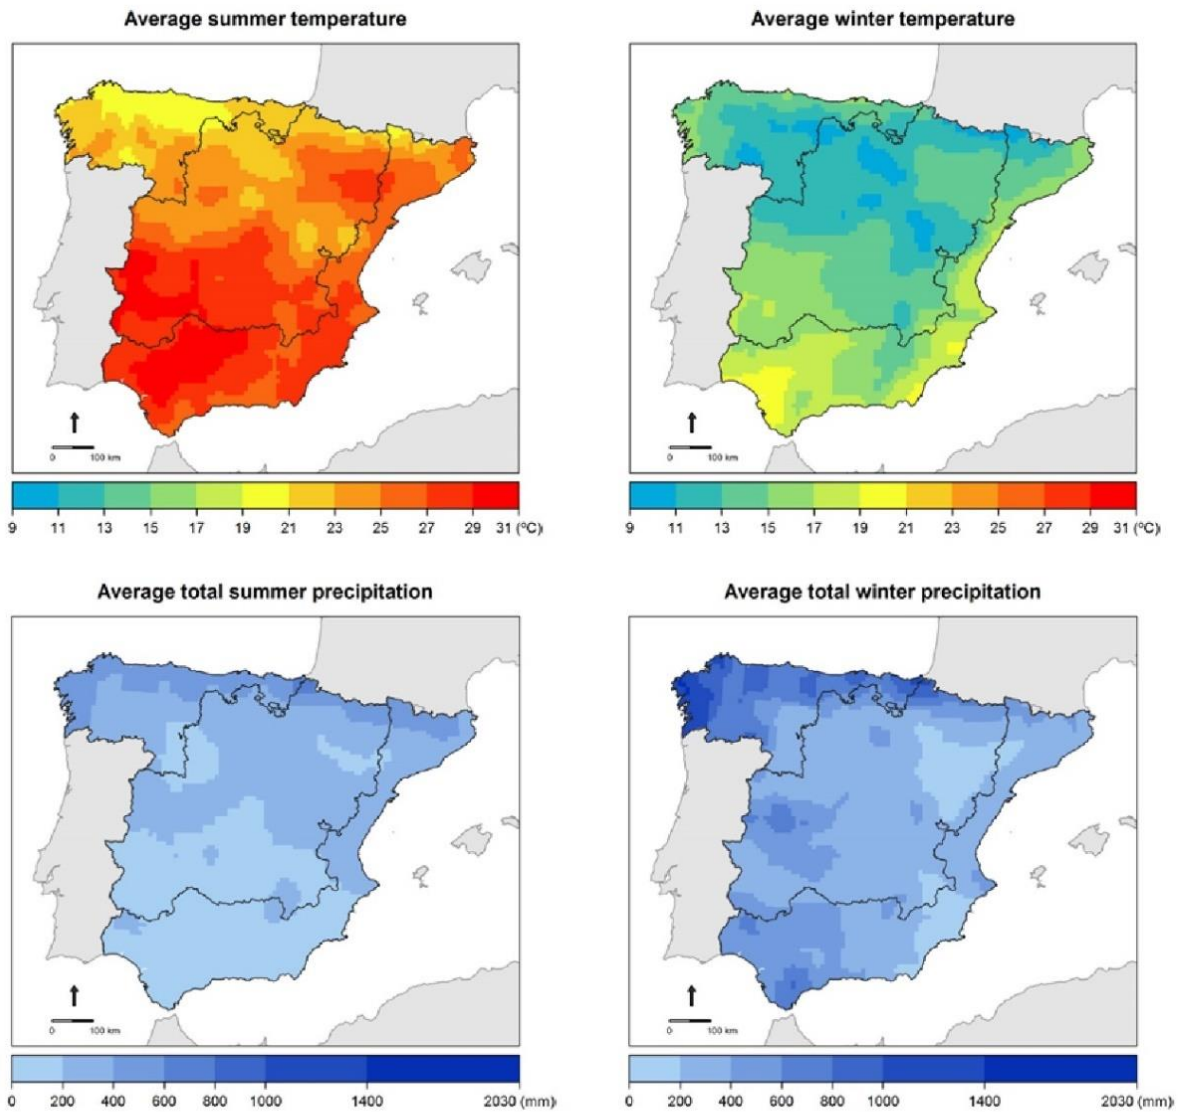 Average summer temperature
Average winter temperature
0 100 km
0 100 km
9 11 13 15 17 19 21 23 25 27 29 31 (ºC)
9 11 13 15 17 19 21 23 25 27 29 31 (ºC)
Average total summer precipitation
Average total winter precipitation
0 100 km
0 100 km
0 200 400 600 800 1000 1400 2030 (mm)
0 200 400 600 800 1000 1400 2030 (mm)